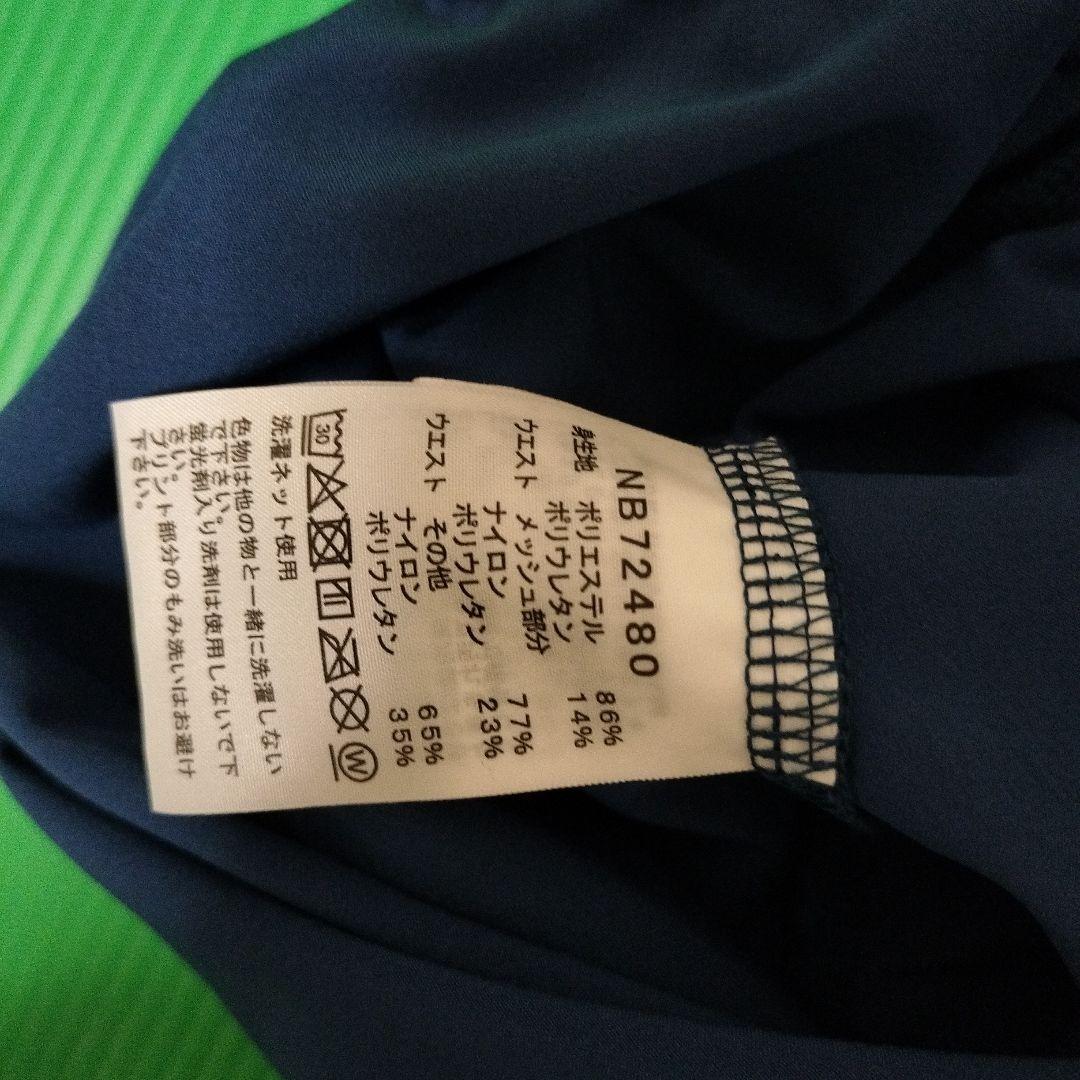 NB72480
身生地 ポリエステル 86%
ポリウレタン 14%
ウエスト メッシュ部分
ナイロン 77%
ポリウレタン 23%
ウエスト その他
ナイロン 65%
ポリウレタン 35%
30 W
洗濯ネット使用
色物は他の物と一緒に洗濯しない
で下さい。
蛍光剤入り洗剤は使用しないで下
さい。
プリント部分のもみ洗いはお避け
下さい。